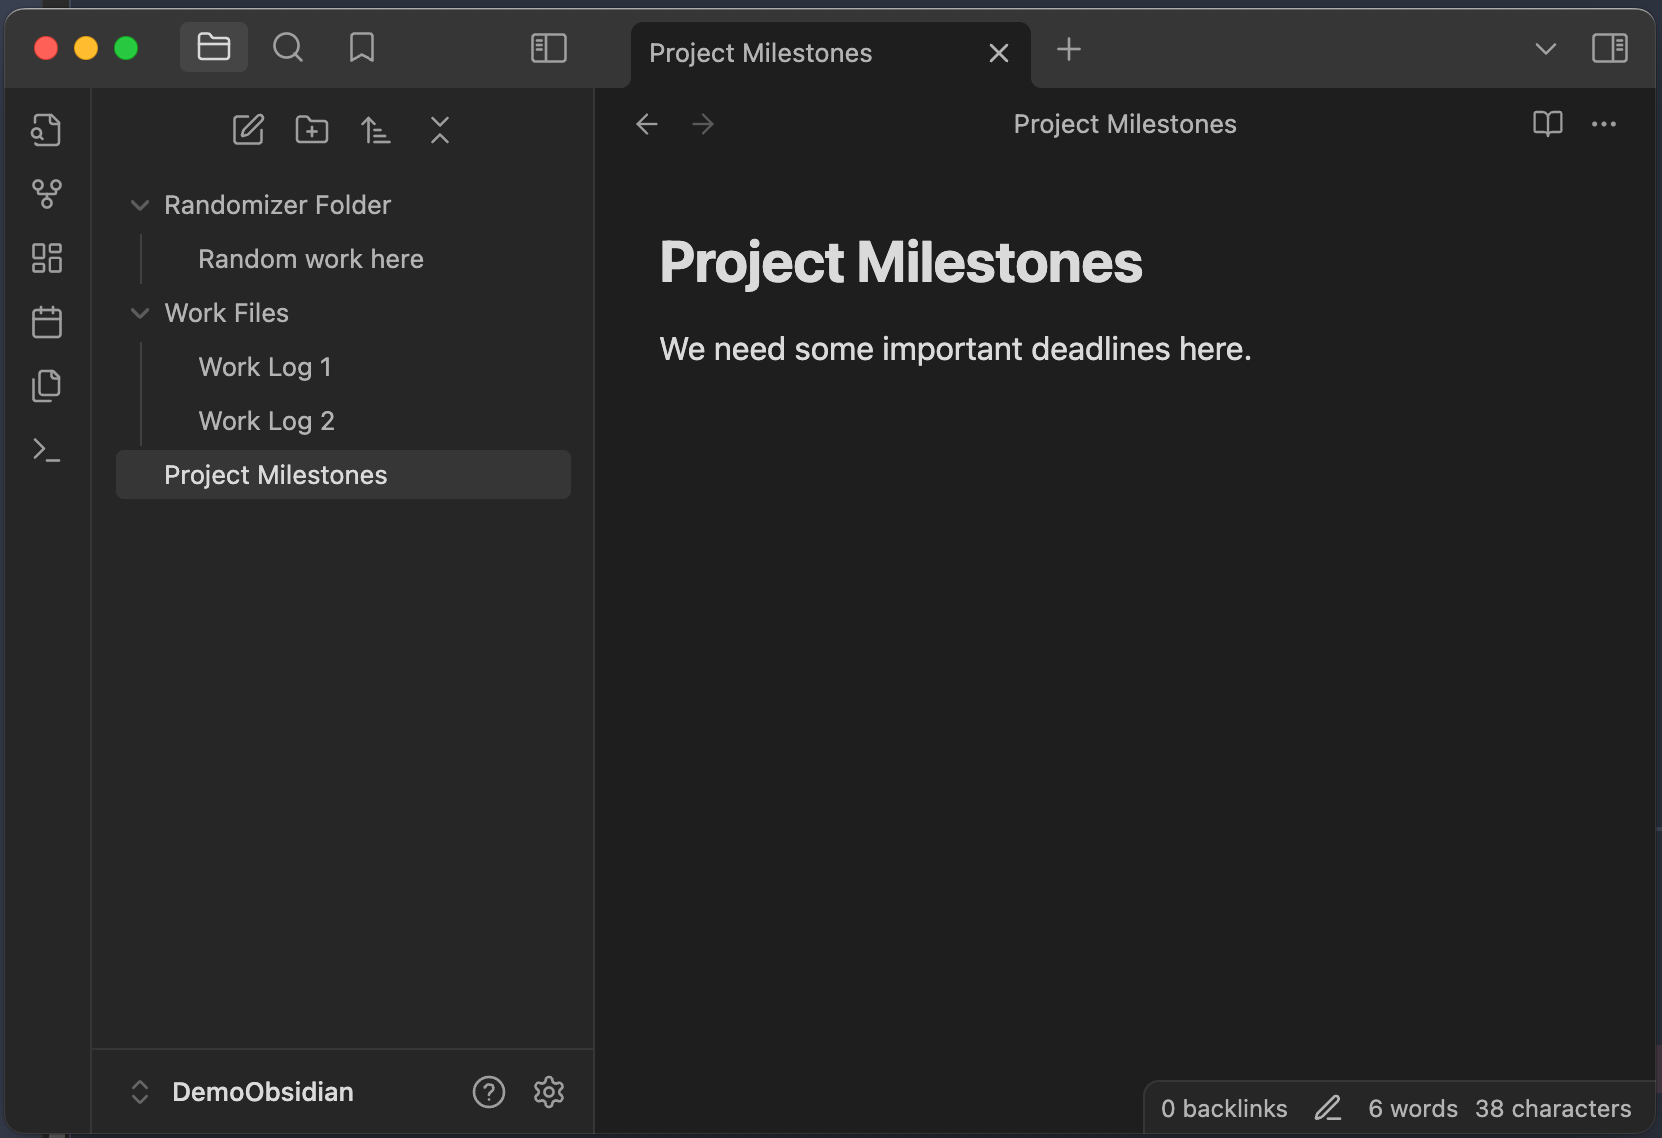 Project Milestones
Project Milestones
Randomizer Folder
Random work here
Work Files
Work Log 1
Work Log 2
Project Milestones
Project Milestones
We need some important deadlines here.
DemoObsidian
0 backlinks 6 words 38 characters